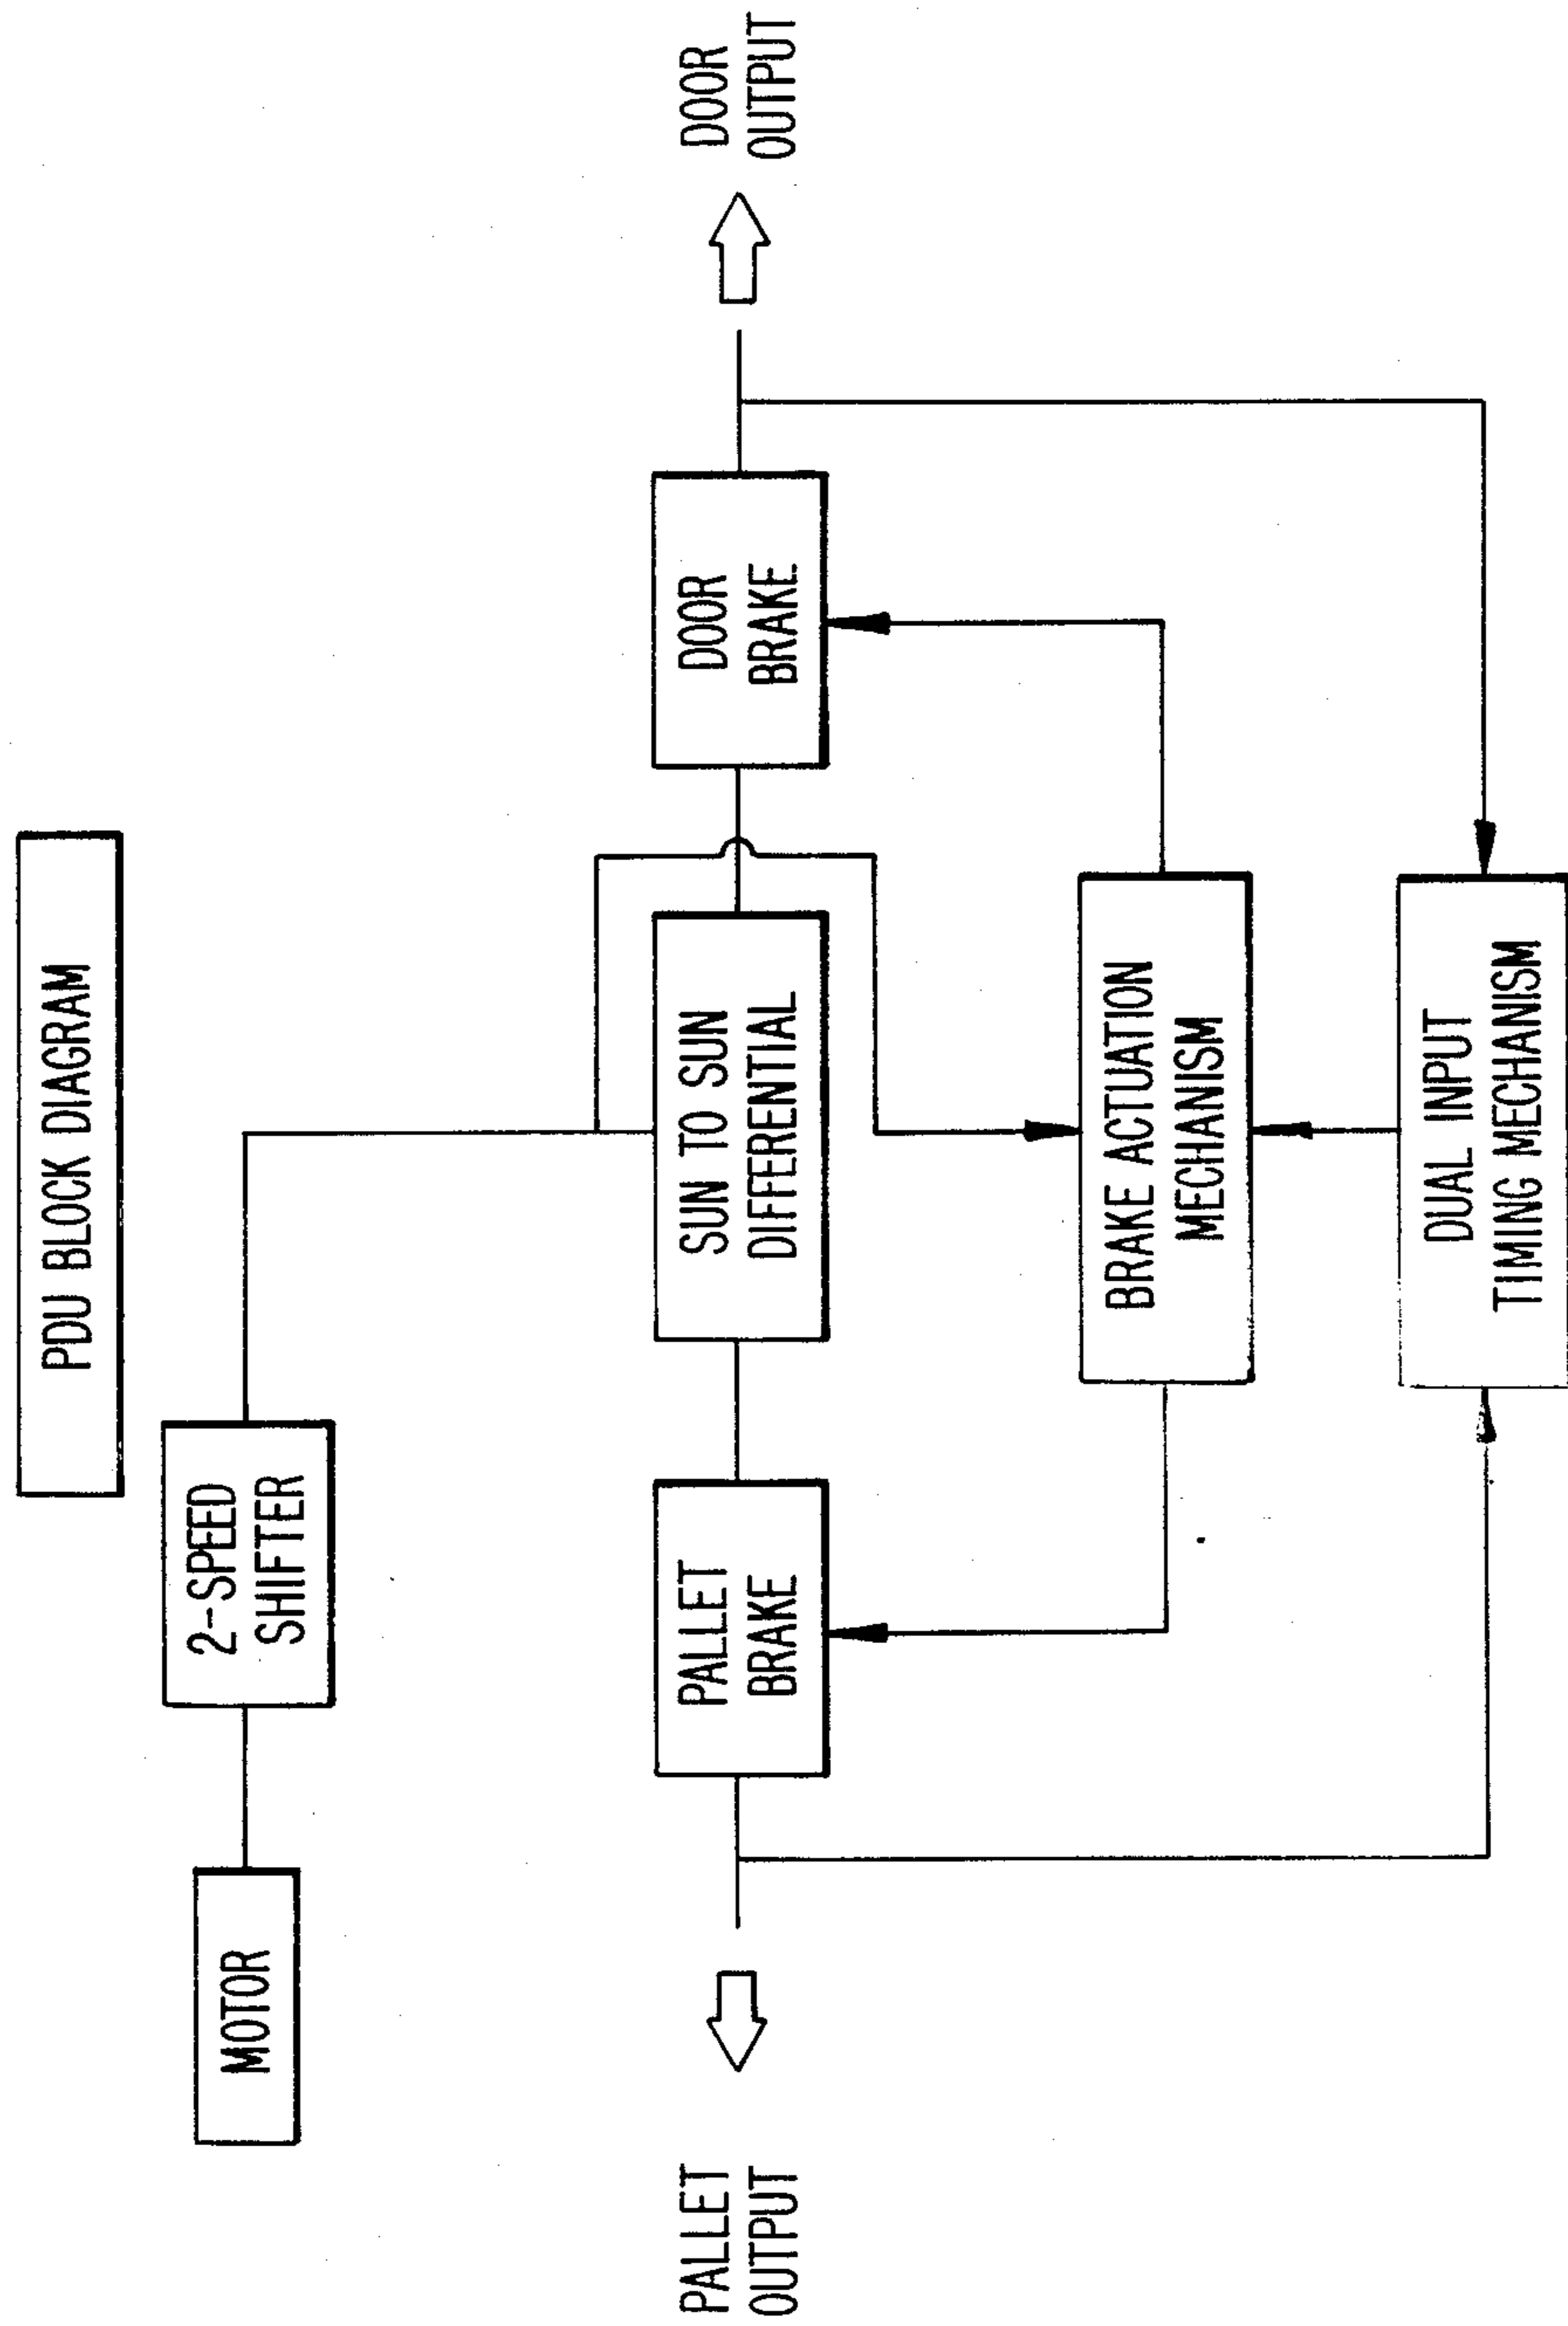 PDU BLOCK DIAGRAM
MOTOR
2-SPEED
SHIFTER
PALLET
OUTPUT
PALLET
BRAKE
SUN TO SUN
DIFFERENTIAL
DOOR
BRAKE
DOOR
OUTPUT
BRAKE ACTUATION
MECHANISM
DUAL INPUT
TIMING MECHANISM